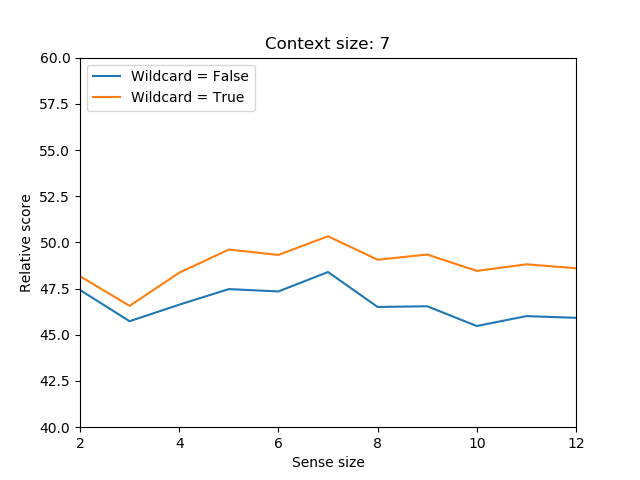 Context size: 7
Wildcard = False
Wildcard = True
Relative score
60.0
57.5
55.0
52.5
50.0
47.5
45.0
42.5
40.0
2 4 6 8 10 12
Sense size